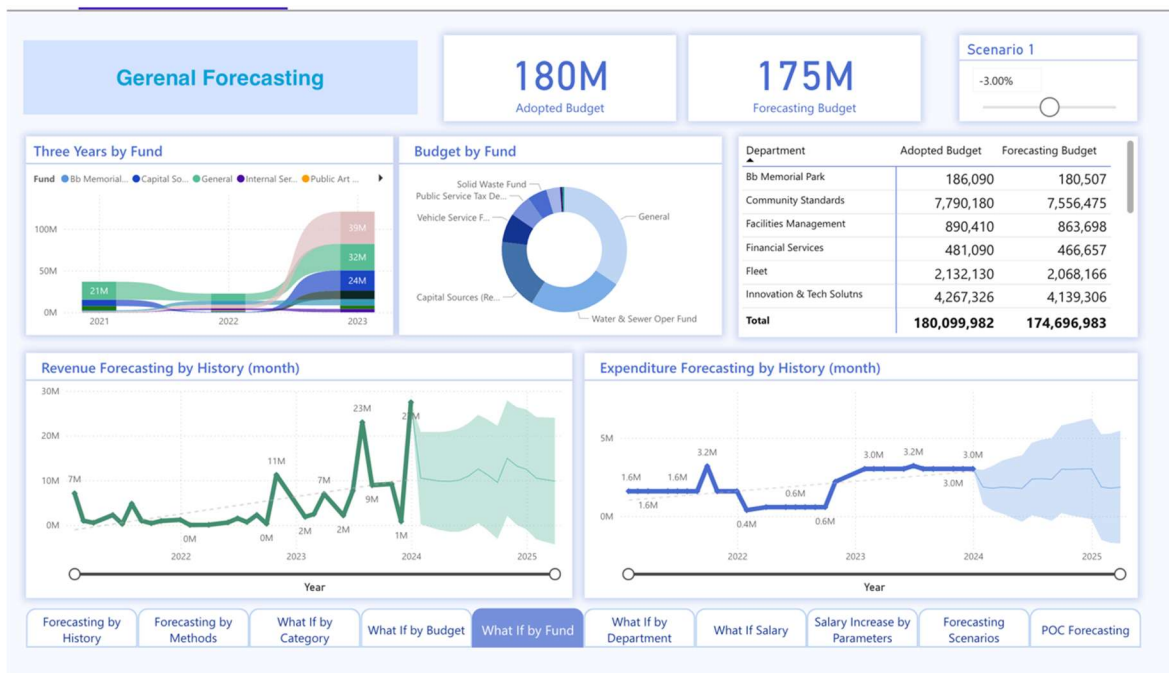 Gerenal Forecasting
180M
Adopted Budget
175M
Forecasting Budget
Scenario 1
-3.00%
Three Years by Fund
Fund Bb Memorial... Capital So... General Internal Ser... Public Art ...
100M
50M
0M
21M
39M
32M
24M
2021 2022 2023
Budget by Fund
Solid Waste Fund
Public Service Tax De...
Vehicle Service F...
General
Capital Sources (Re...
Water & Sewer Oper Fund
Department Adopted Budget Forecasting Budget
Bb Memorial Park 186,090 180,507
Community Standards 7,790,180 7,556,475
Facilities Management 890,410 863,698
Financial Services 481,090 466,657
Fleet 2,132,130 2,068,166
Innovation & Tech Solutns 4,267,326 4,139,306
Total 180,099,982 174,696,983
Revenue Forecasting by History (month)
30M
20M
10M
0M
7M
0M
0M
11M
2M
7M
2M
23M
9M
1M
2022 2023 2024 2025
Year
Expenditure Forecasting by History (month)
5M
0M
1.6M
1.6M
1.6M
3.2M
0.4M
0.6M
0.6M
3.0M
3.2M
3.0M
3.0M
2022 2023 2024 2025
Year
Forecasting by
History
Forecasting by
Methods
What If by
Category
What If by Budget
What If by Fund
What If by
Department
What If Salary
Salary Increase by
Parameters
Forecasting
Scenarios
POC Forecasting